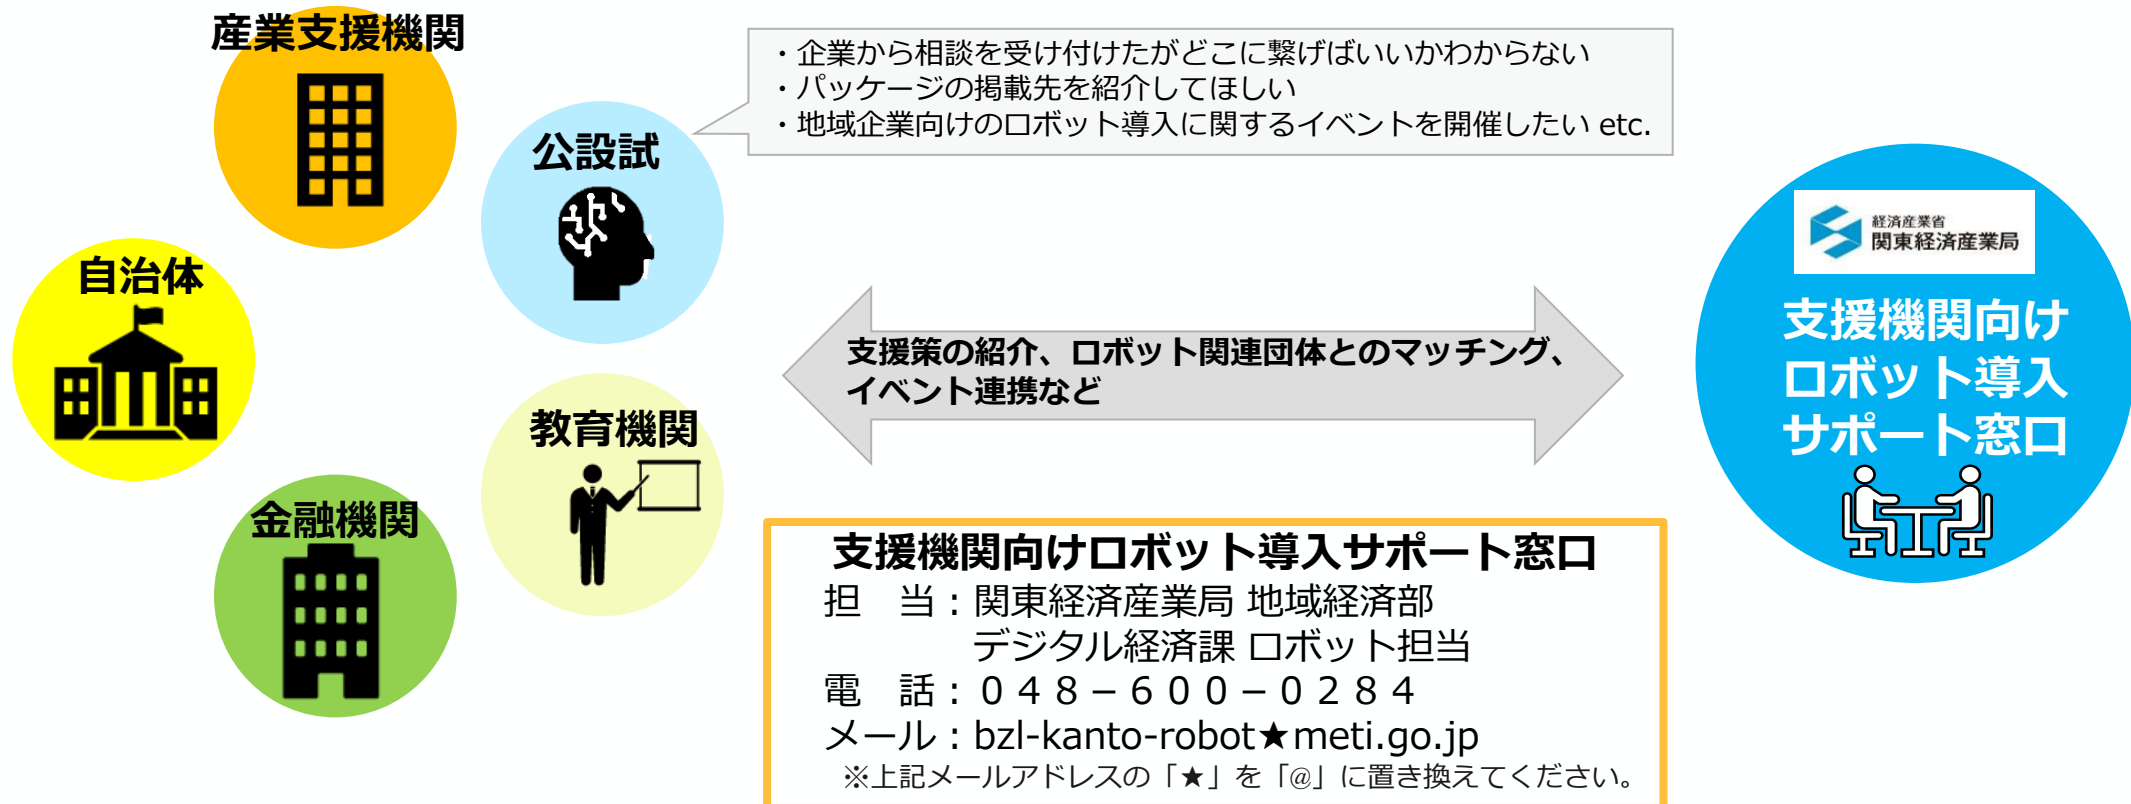 産業支援機関
・企業から相談を受け付けたがどこに繋げばいいかわからない
・パッケージの掲載先を紹介してほしい
・地域企業向けのロボット導入に関するイベントを開催したい etc.
公設試
自治体
経済産業省
関東経済産業局
支援機関向け
ロボット導入
サポート窓口
支援策の紹介、ロボット関連団体とのマッチング、
イベント連携など
教育機関
金融機関
支援機関向けロボット導入サポート窓口
担　当：関東経済産業局 地域経済部
デジタル経済課 ロボット担当
電　話：０４８－６００－０２８４
メール：bzl-kanto-robot★meti.go.jp
※上記メールアドレスの「★」を「@」に置き換えてください。